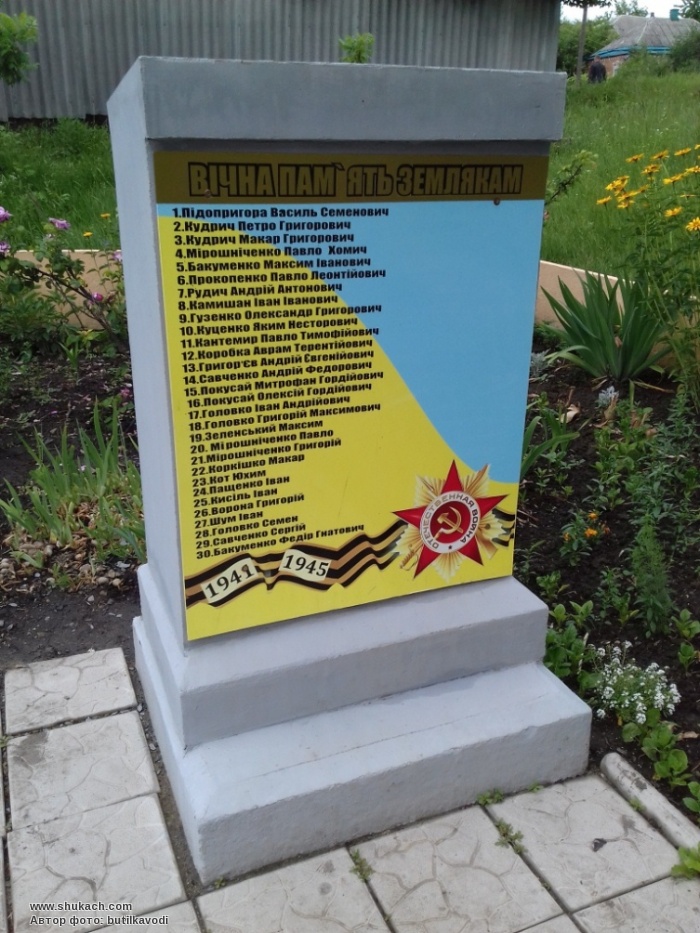 ВІЧНА ПАМ`ЯТЬ ЗЕМЛЯКАМ
1.Підопригора Василь Семенович
2.Кудрич Петро Григорович
3.Кудрич Макар Григорович
4.Мірошніченко Павло Хомич
5.Бакуменко Максим Іванович
6.Прокопенко Павло Леонтійович
7.Рудич Андрій Антонович
8.Камишан Іван Іванович
9.Гузенко Олександр Григорович
10.Куценко Яким Несторович
11.Кантемир Павло Тимофійович
12.Коробка Аврам Терентійович
13.Григор'єв Андрій Євгенійович
14.Савченко Андрій Федорович
15.Покусай Митрофан Гордійович
16.Покусай Олексій Гордійович
17.Головко Іван Андрійович
18.Головко Григорій Максимович
19.Зеленський Максим
20. Мірошніченко Павло
21.Мірошніченко Григорій
22.Коркішко Макар
23.Кот Юхим
24.Пащенко Іван
25.Кисіль Іван
26.Ворона Григорій
27.Шум Іван
28.Головко Семен
29.Савченко Сергій
30.Бакуменко Федір Гнатович
ОТЕЧЕСТВЕННАЯ ВОЙНА
1941 1945
www.shukach.com
Автор фото: butilkavodi